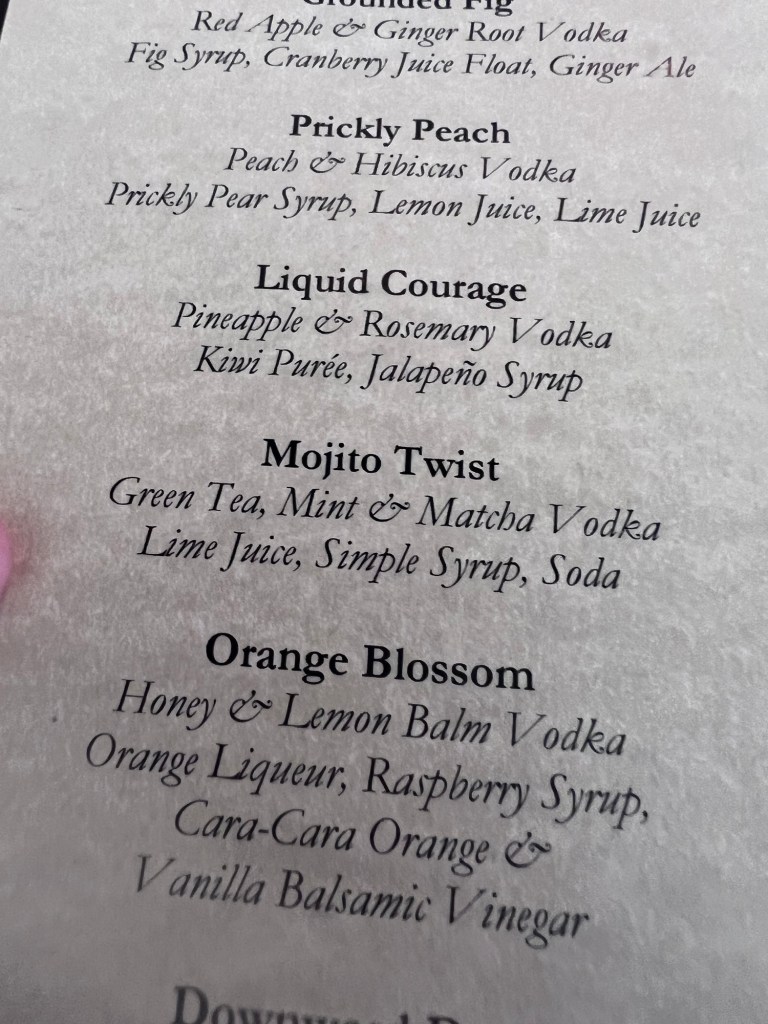 Grounded Fig
Red Apple & Ginger Root Vodka
Fig Syrup, Cranberry Juice Float, Ginger Ale
Prickly Peach
Peach & Hibiscus Vodka
Prickly Pear Syrup, Lemon Juice, Lime Juice
Liquid Courage
Pineapple & Rosemary Vodka
Kiwi Purée, Jalapeño Syrup
Mojito Twist
Green Tea, Mint & Matcha Vodka
Lime Juice, Simple Syrup, Soda
Orange Blossom
Honey & Lemon Balm Vodka
Orange Liqueur, Raspberry Syrup,
Cara-Cara Orange &
Vanilla Balsamic Vinegar